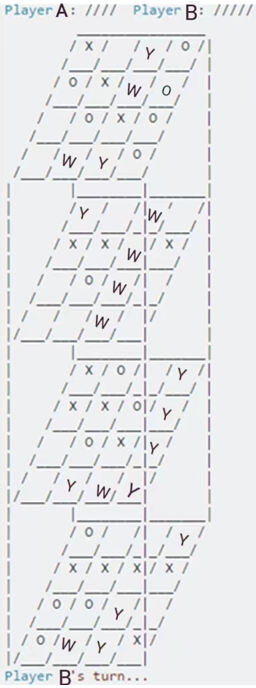 Player A: //// Player B: /////
X Y O
O X W O
O X O
W Y O
Y W
X X W X
O W
W
X O Y
X X O Y
O X Y
Y W Y
O Y
X X X X
O O Y
O W Y X
Player B's turn...